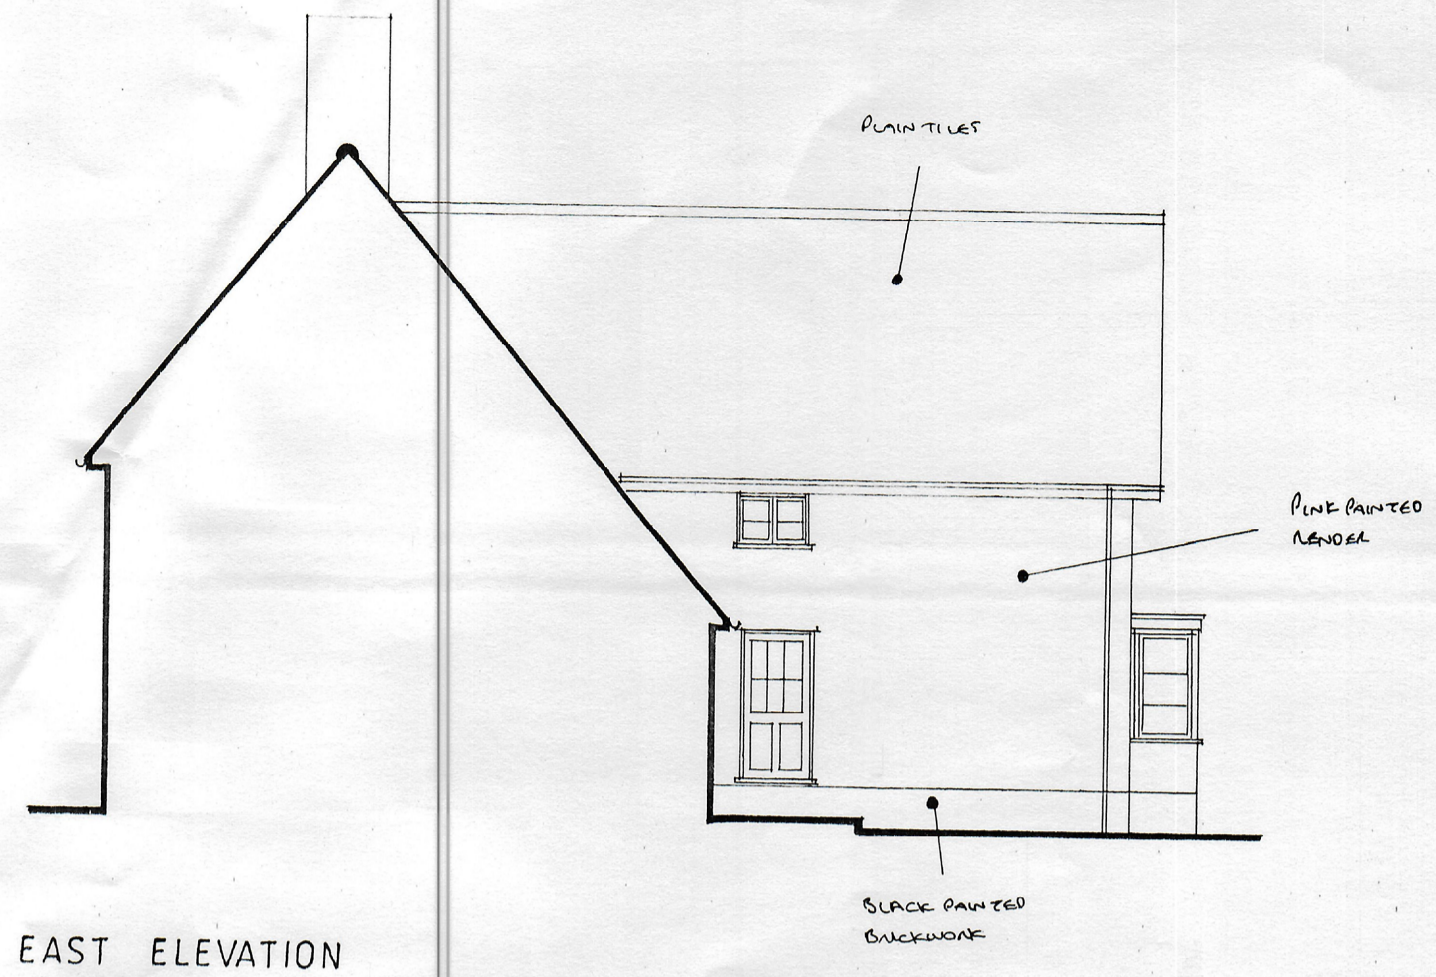 PLAIN TILES
PINK PAINTED
RENDER
BLACK PAINTED
BRICKWORK
EAST ELEVATION